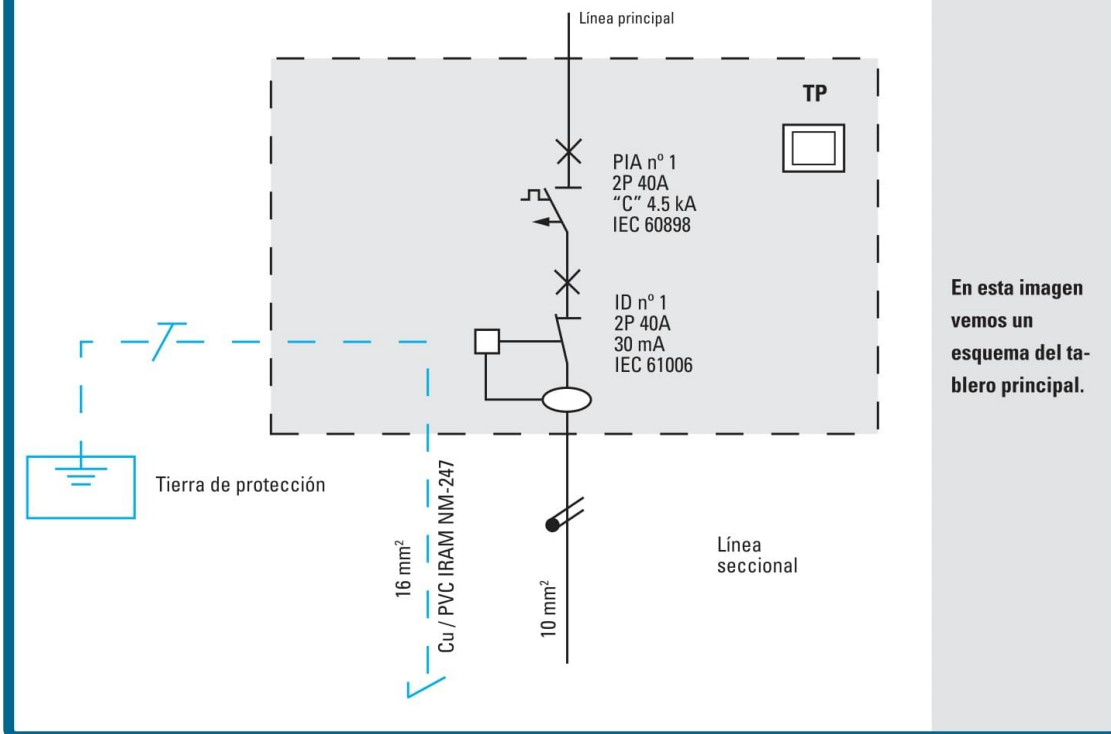 Línea principal
TP
PIA nº 1
2P 40A
“C” 4.5 kA
IEC 60898
ID nº 1
2P 40A
30 mA
IEC 61006
Tierra de protección
16 mm²
Cu / PVC IRAM NM-247
10 mm²
Línea
seccional
En esta imagen
vemos un
esquema del ta-
blero principal.